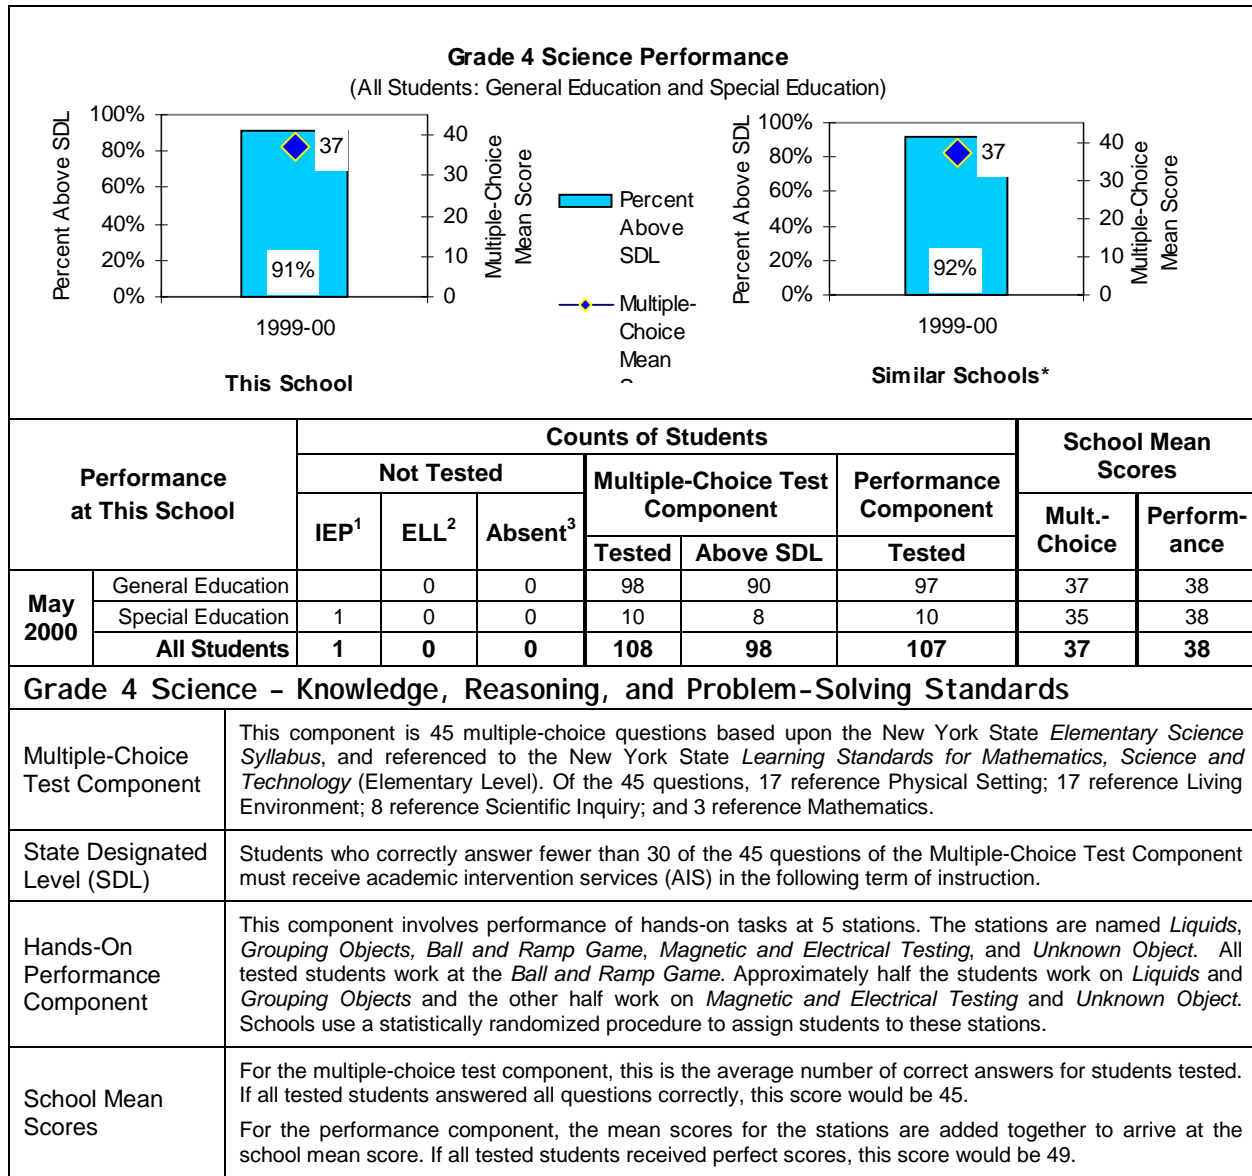 Grade 4 Science Performance
(All Students: General Education and Special Education)
Percent Above SDL
100%
80%
60%
40%
20%
0%
37
91%
40
30
20
10
0
Multiple-Choice
Mean Score
1999-00
This School
Percent
Above
SDL
Multiple-
Choice
Mean
Percent Above SDL
100%
80%
60%
40%
20%
0%
37
92%
40
30
20
10
0
Multiple-Choice
Mean Score
1999-00
Similar Schools*
Performance
at This School
Counts of Students
School Mean
Scores
Not Tested
Multiple-Choice Test
Component
Performance
Component
IEP1
ELL2
Absent3
Tested
Above SDL
Tested
Mult.-
Choice
Perform-
ance
May
2000
General Education 0 0 98 90 97 37 38
Special Education 1 0 0 10 8 10 35 38
All Students 1 0 0 108 98 107 37 38
Grade 4 Science – Knowledge, Reasoning, and Problem-Solving Standards
Multiple-Choice
Test Component
This component is 45 multiple-choice questions based upon the New York State Elementary Science
Syllabus, and referenced to the New York State Learning Standards for Mathematics, Science and
Technology (Elementary Level). Of the 45 questions, 17 reference Physical Setting; 17 reference Living
Environment; 8 reference Scientific Inquiry; and 3 reference Mathematics.
State Designated
Level (SDL)
Students who correctly answer fewer than 30 of the 45 questions of the Multiple-Choice Test Component
must receive academic intervention services (AIS) in the following term of instruction.
Hands-On
Performance
Component
This component involves performance of hands-on tasks at 5 stations. The stations are named Liquids,
Grouping Objects, Ball and Ramp Game, Magnetic and Electrical Testing, and Unknown Object. All
tested students work at the Ball and Ramp Game. Approximately half the students work on Liquids and
Grouping Objects and the other half work on Magnetic and Electrical Testing and Unknown Object.
Schools use a statistically randomized procedure to assign students to these stations.
School Mean
Scores
For the multiple-choice test component, this is the average number of correct answers for students tested.
If all tested students answered all questions correctly, this score would be 45.
For the performance component, the mean scores for the stations are added together to arrive at the
school mean score. If all tested students received perfect scores, this score would be 49.